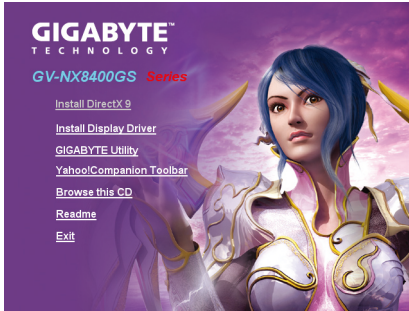 GIGABYTE™
TECHNOLOGY
GV-NX8400GS Series
Install DirectX 9
Install Display Driver
GIGABYTE Utility
Yahoo!Companion Toolbar
Browse this CD
Readme
Exit